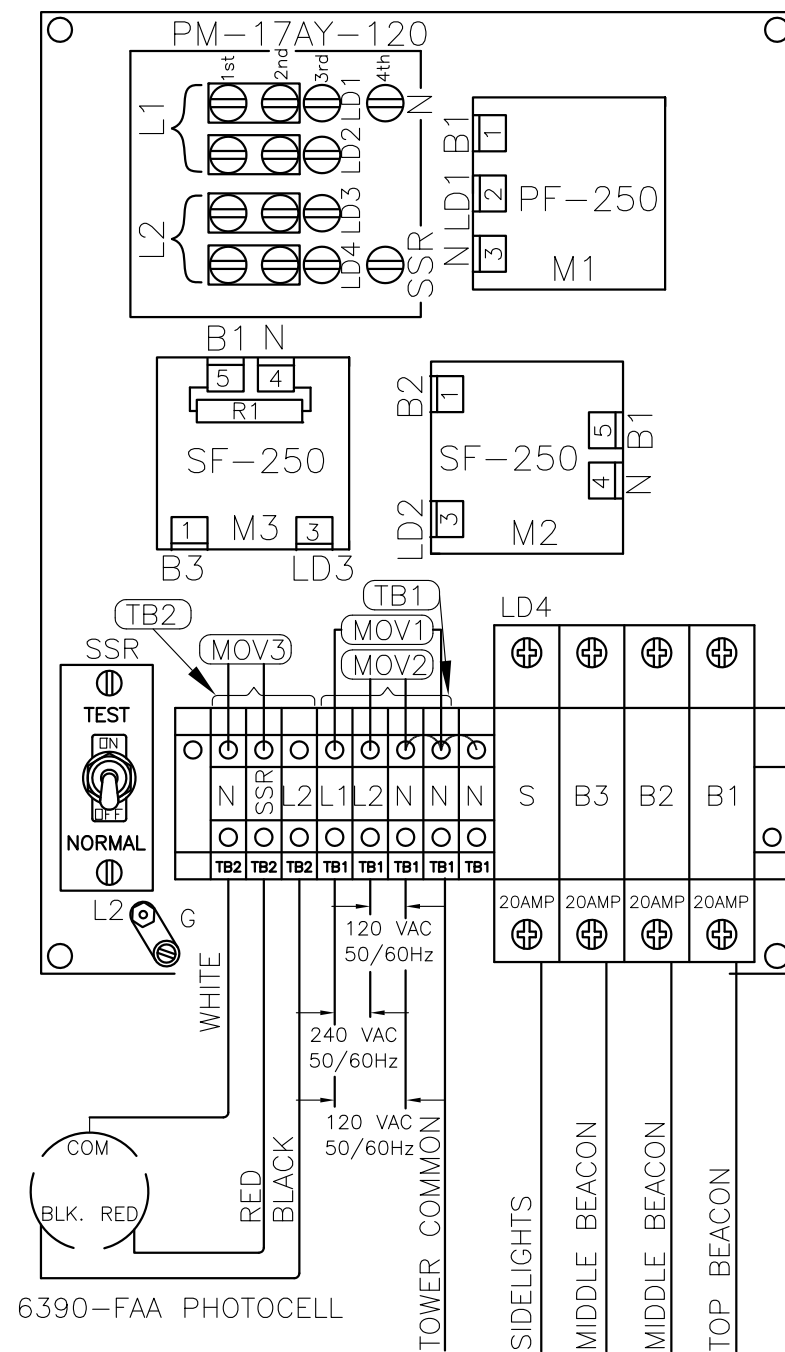 PM-17AY-120
1st 2nd 3rd 4th
L1
LD1
N
LD2
L2
LD3
LD4
SSR
B1 1
LD1 2
N 3
PF-250
M1
B1 N
5 4
R1
SF-250
M3
1 3
B3 LD3
B2 1
5 B1
SF-250
4 N
LD2 3
M2
TB2
MOV3
TB1
MOV1
MOV2
LD4
SSR
TEST
ON
OFF
NORMAL
L2
G
N SSR L2 L1 L2 N N N S B3 B2 B1
TB2 TB2 TB2 TB1 TB1 TB1 TB1 TB1
20AMP 20AMP 20AMP 20AMP
120 VAC
50/60Hz
240 VAC
50/60Hz
120 VAC
50/60Hz
WHITE
RED
BLACK
TOWER COMMON
SIDELIGHTS
MIDDLE BEACON
MIDDLE BEACON
TOP BEACON
COM
BLK. RED
6390-FAA PHOTOCELL